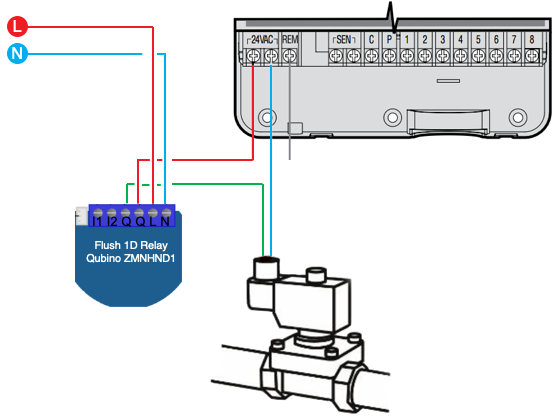 L
N
24VAC REM SEN C P 1 2 3 4 5 6 7 8
I1 I2 Q Q L N
Flush 1D Relay
Qubino ZMNHND1